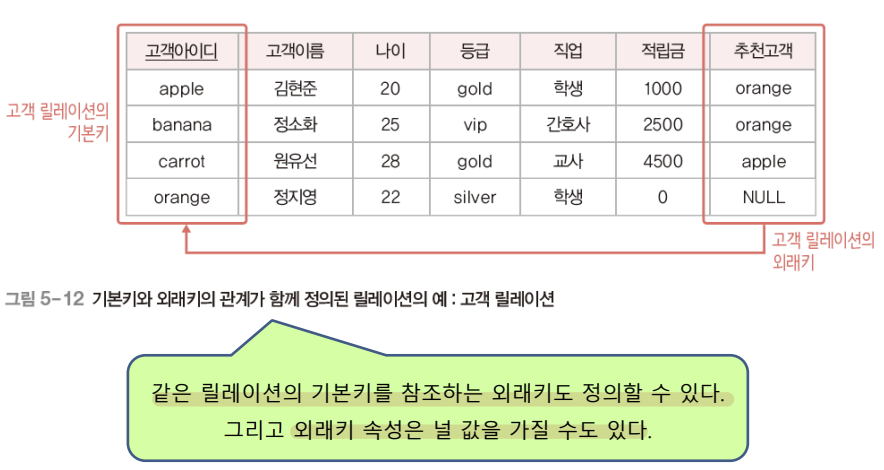 고객아이디 고객이름 나이 등급 직업 적립금 추천고객
apple 김현준 20 gold 학생 1000 orange
banana 정소화 25 vip 간호사 2500 orange
carrot 원유선 28 gold 교사 4500 apple
orange 정지영 22 silver 학생 0 NULL
고객 릴레이션의
기본키
고객 릴레이션의
외래키
그림 5-12 기본키와 외래키의 관계가 함께 정의된 릴레이션의 예 : 고객 릴레이션
같은 릴레이션의 기본키를 참조하는 외래키도 정의할 수 있다.
그리고 외래키 속성은 널 값을 가질 수도 있다.